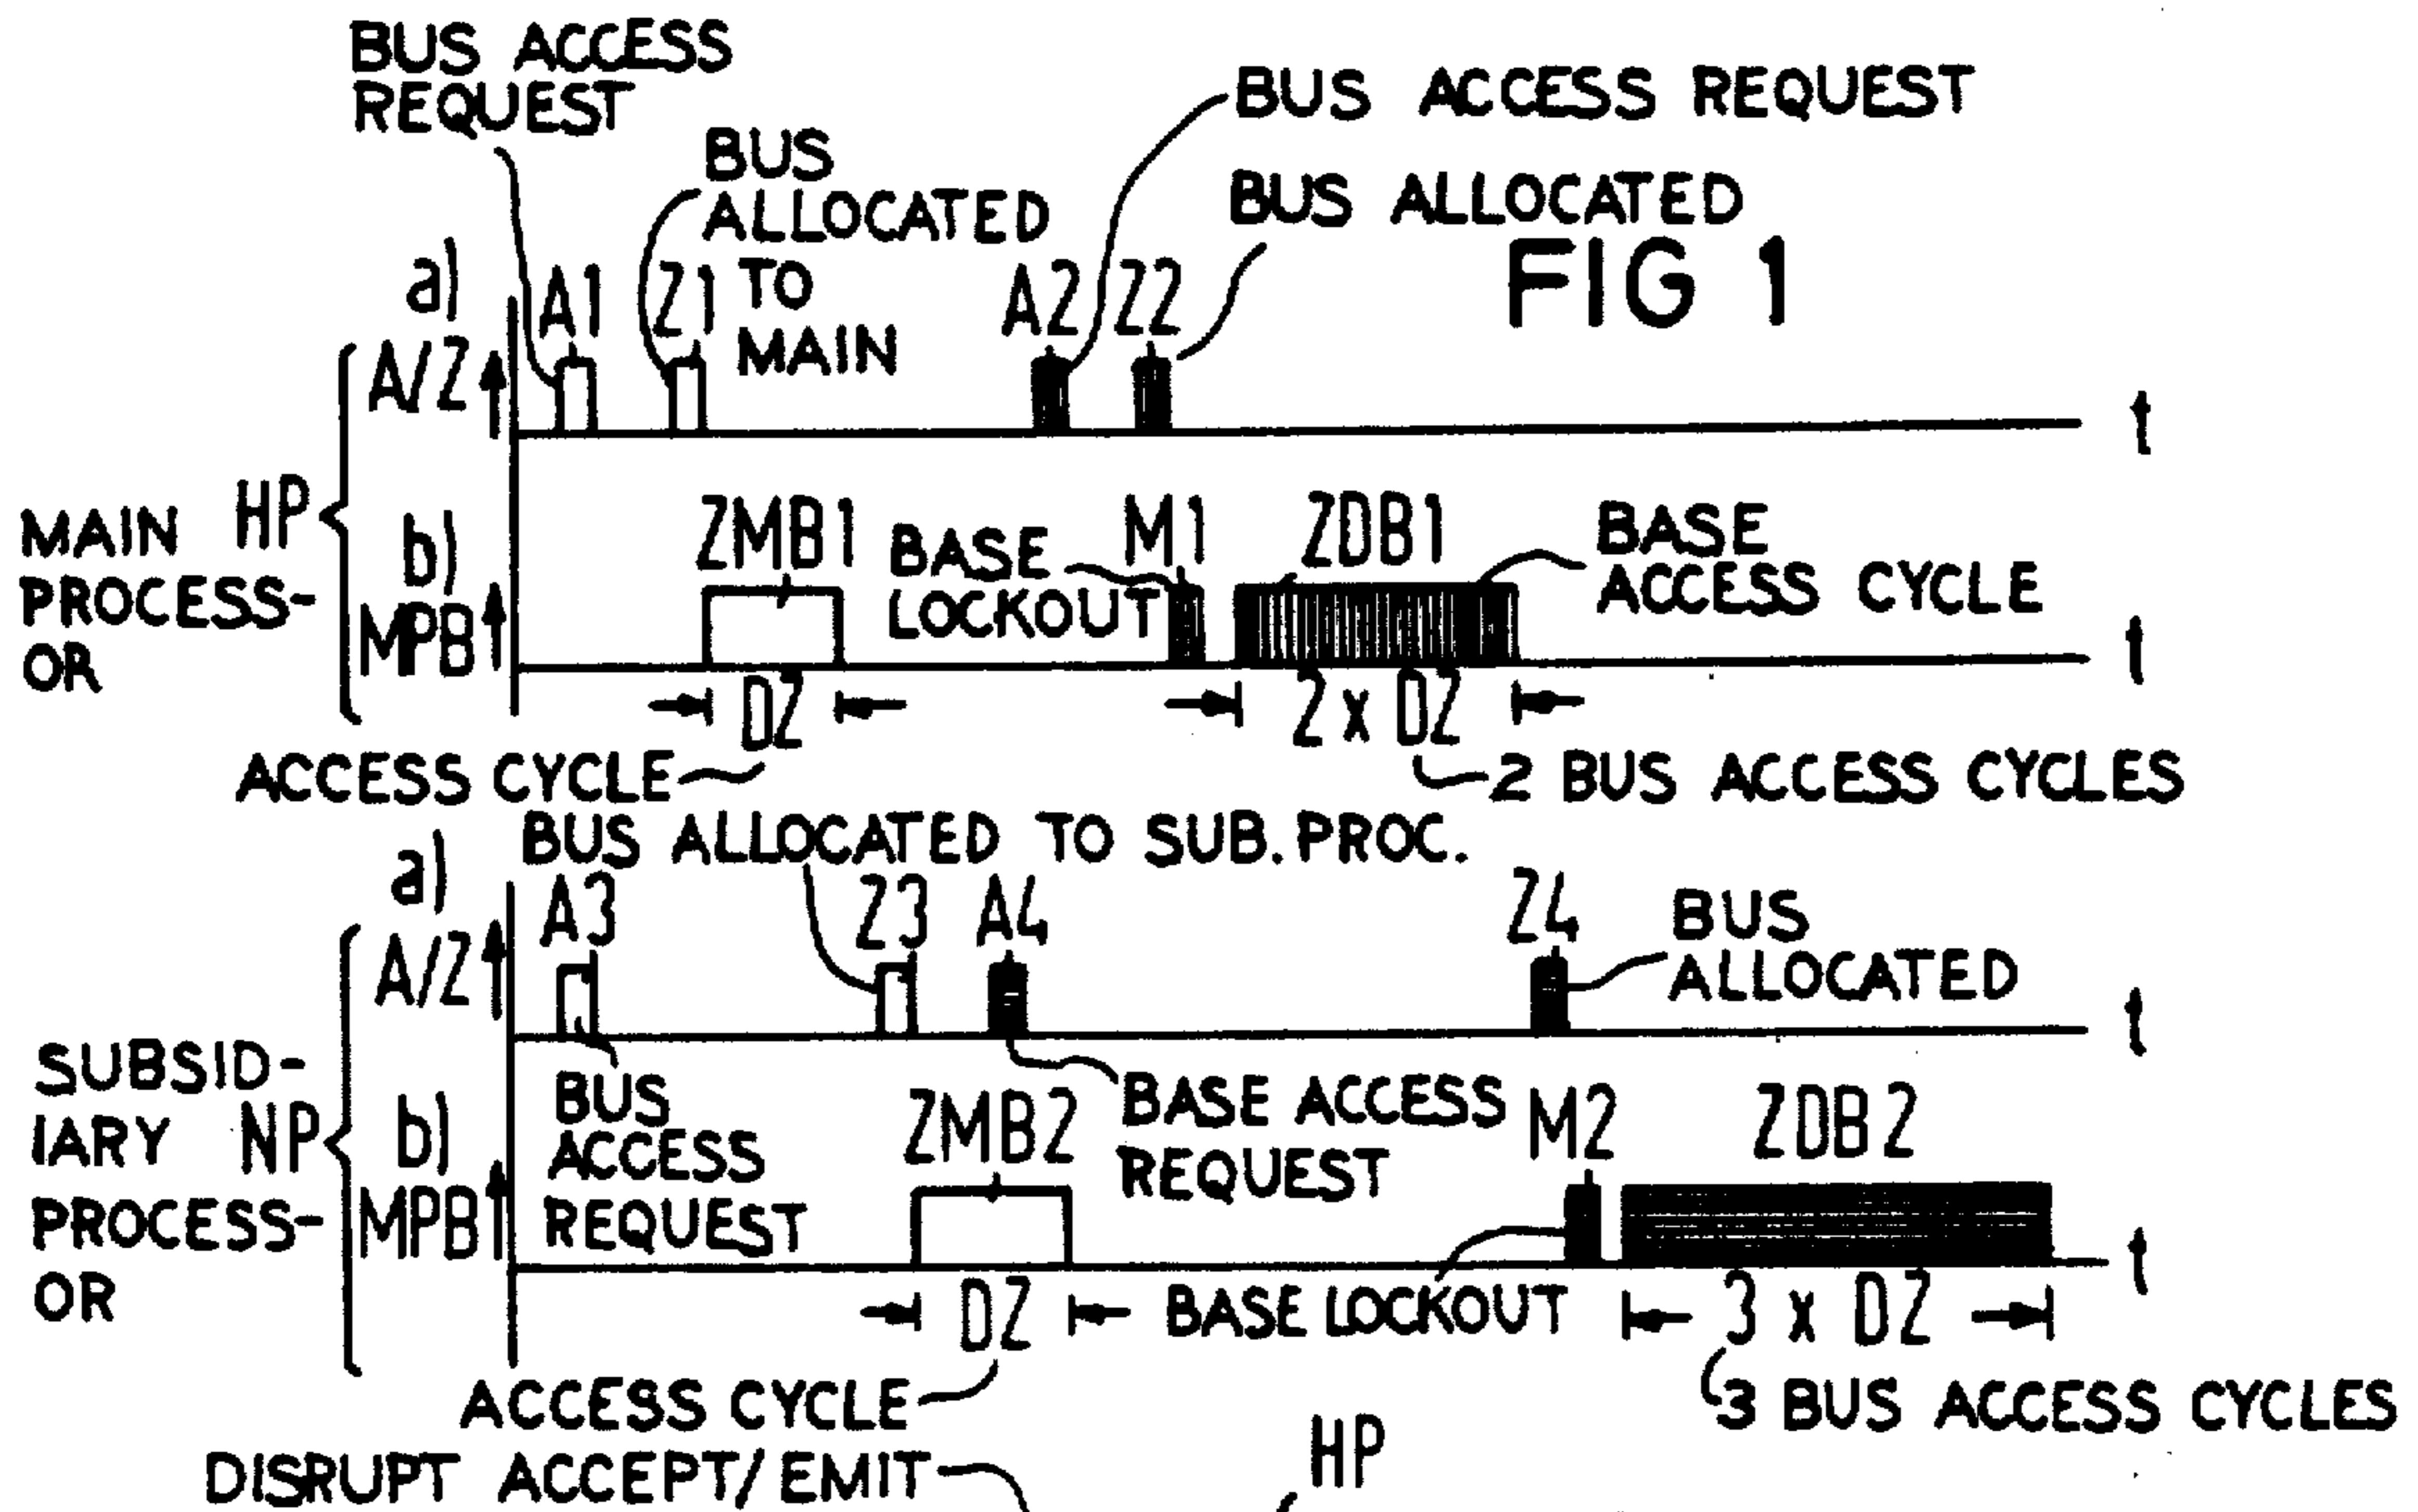 BUS ACCESS
REQUEST
BUS ACCESS REQUEST
BUS
ALLOCATED
TO
MAIN
BUS ALLOCATED
FIG 1
a)
A1
Z1
A2
Z2
A/Z
t
MAIN
PROCESS-
OR
HP
b)
ZMB1
BASE
LOCKOUT
M1
ZDB1
BASE
ACCESS CYCLE
MPB
t
DZ
2 x DZ
ACCESS CYCLE
2 BUS ACCESS CYCLES
BUS ALLOCATED TO SUB. PROC.
a)
A3
Z3
A4
Z4
BUS
ALLOCATED
A/Z
t
SUBSID-
IARY
PROCESS-
OR
NP
b)
BUS
ACCESS
REQUEST
ZMB2
BASE ACCESS
REQUEST
M2
ZDB2
MPB
t
DZ
BASE LOCKOUT
3 x DZ
ACCESS CYCLE
3 BUS ACCESS CYCLES
DISRUPT ACCEPT/EMIT
HP